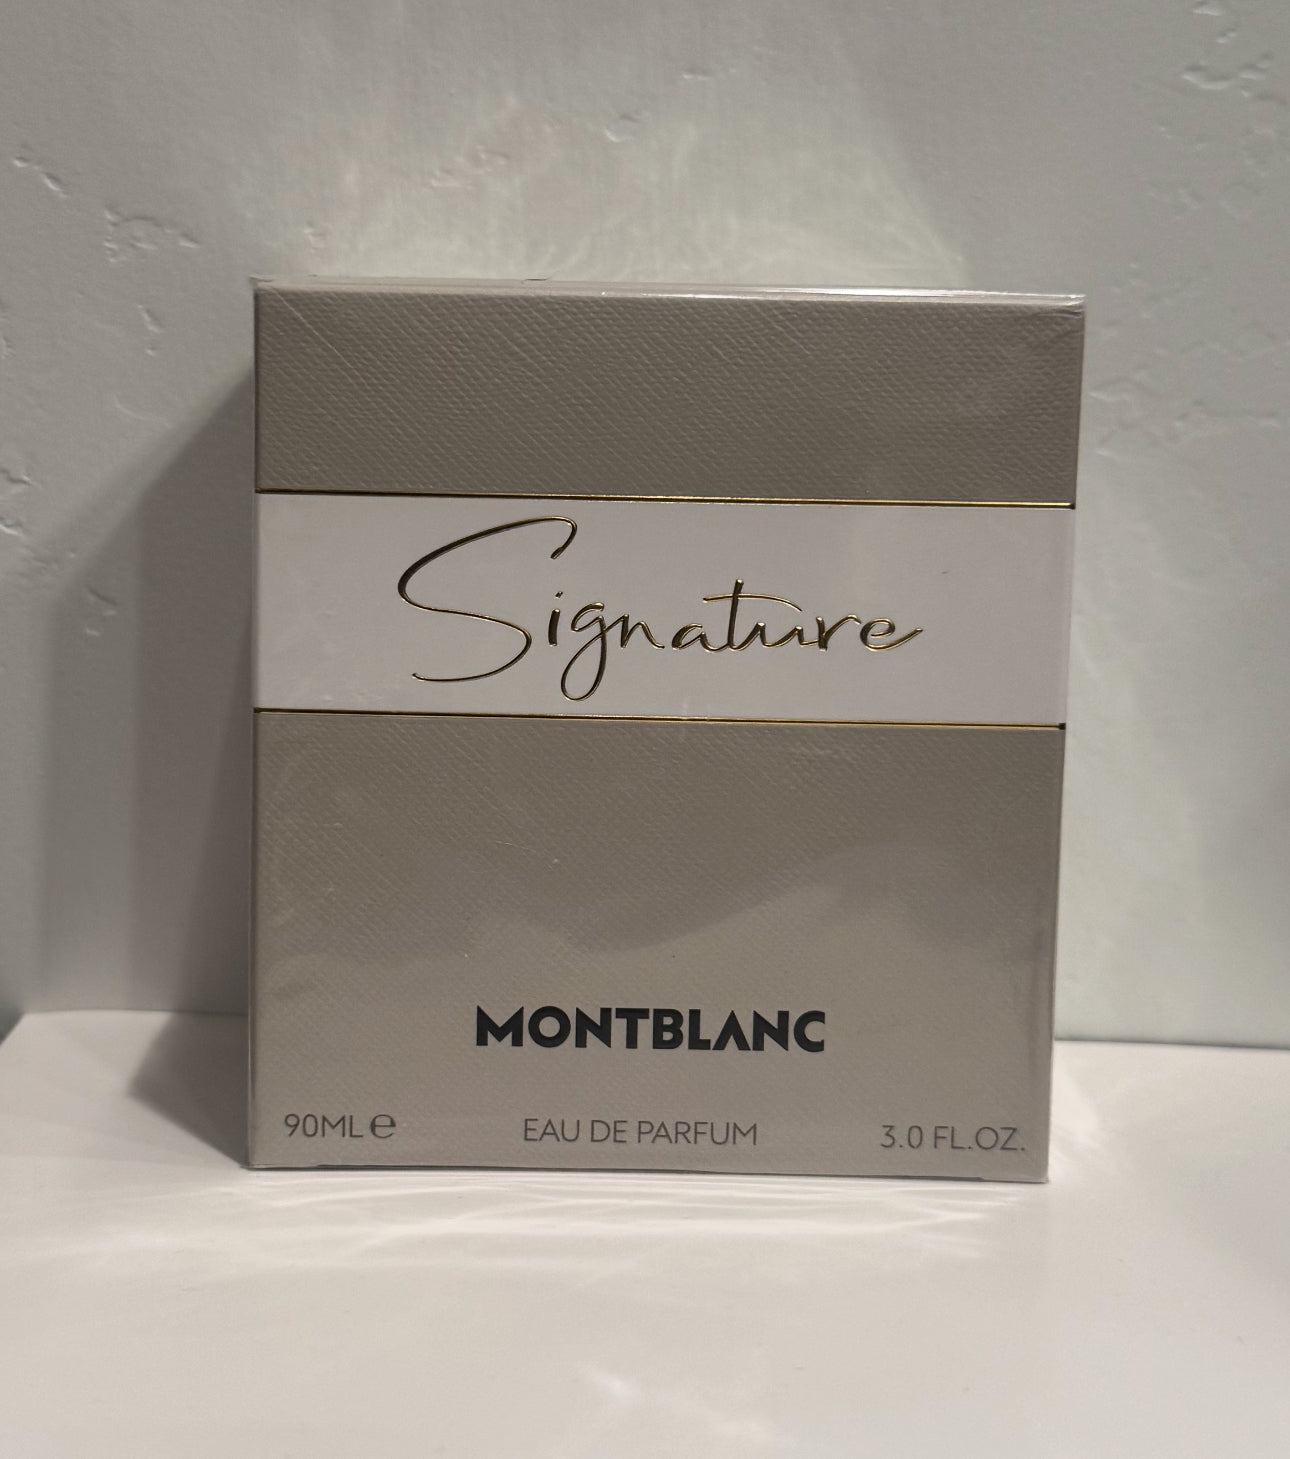 Signature
MONTBLANC
90ML ℮ EAU DE PARFUM 3.0 FL.OZ.